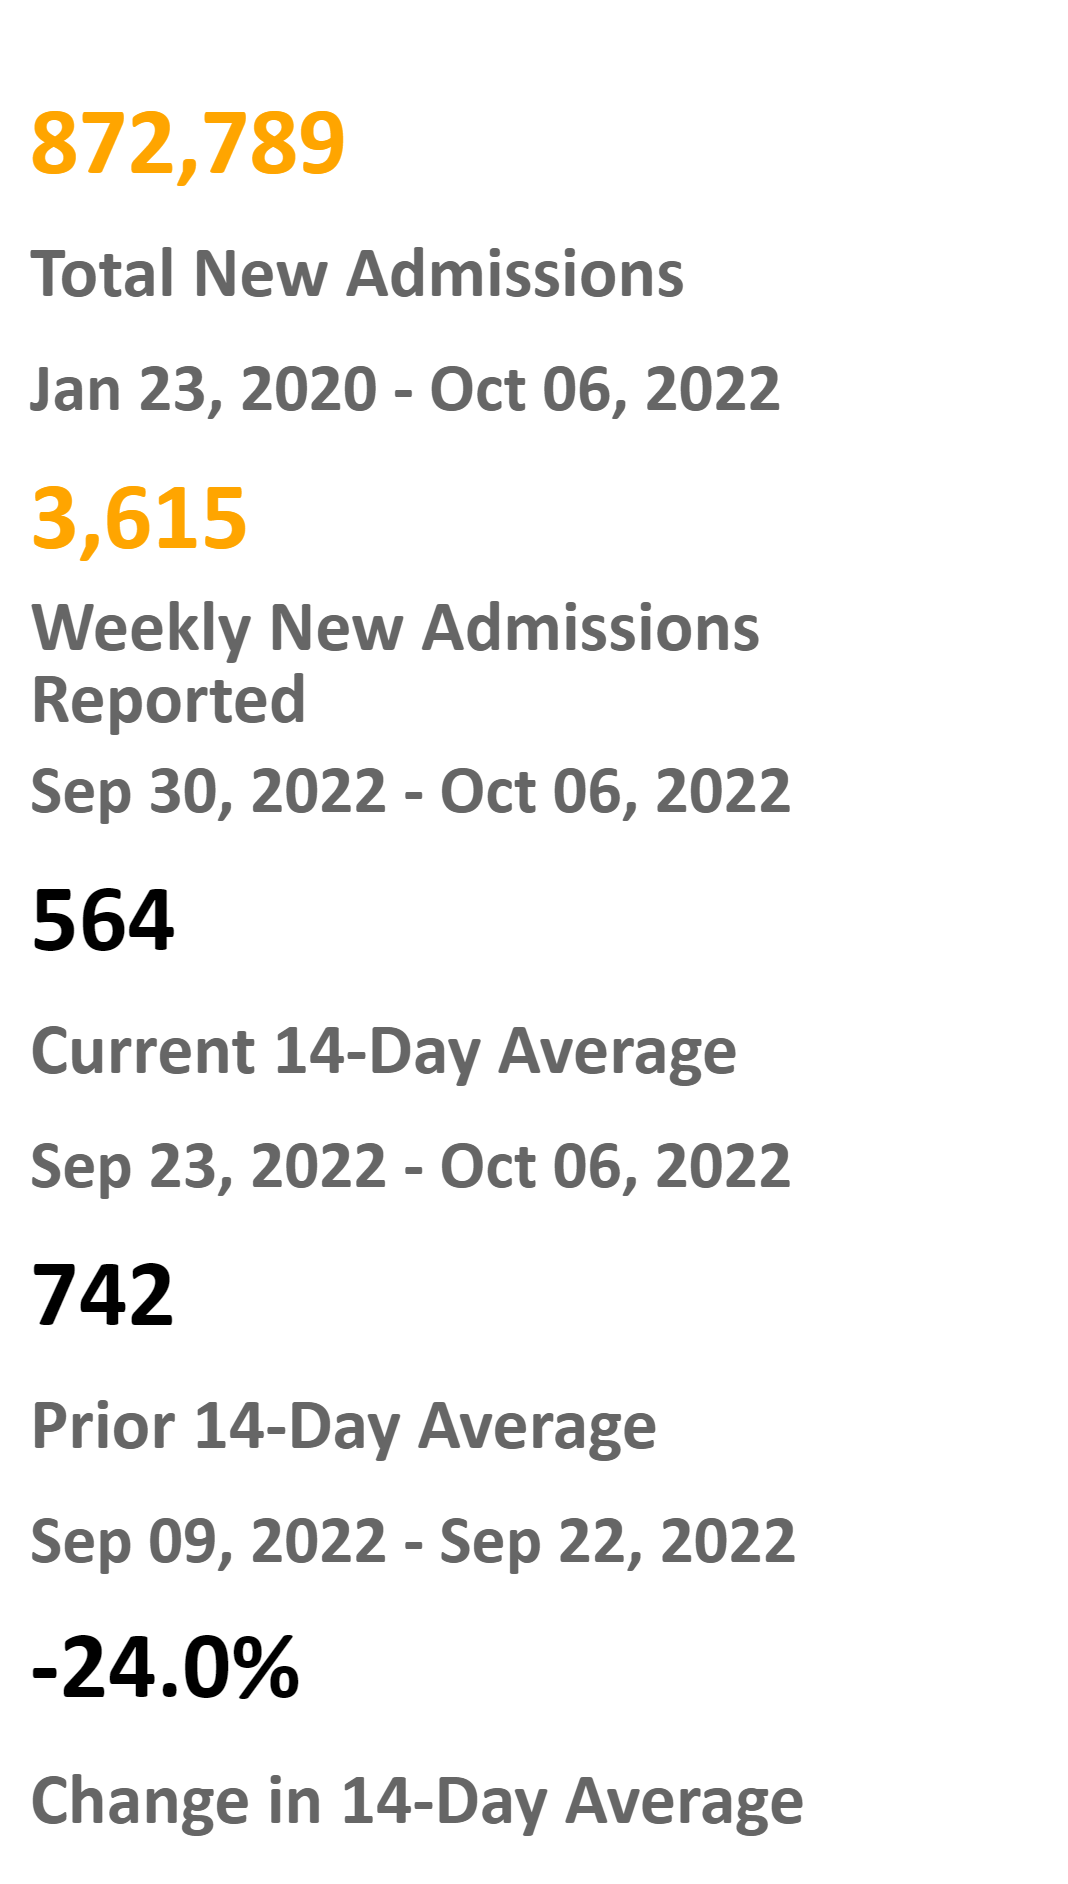 872,789
Total New Admissions
Jan 23, 2020 - Oct 06, 2022
3,615
Weekly New Admissions
Reported
Sep 30, 2022 - Oct 06, 2022
564
Current 14-Day Average
Sep 23, 2022 - Oct 06, 2022
742
Prior 14-Day Average
Sep 09, 2022 - Sep 22, 2022
-24.0%
Change in 14-Day Average